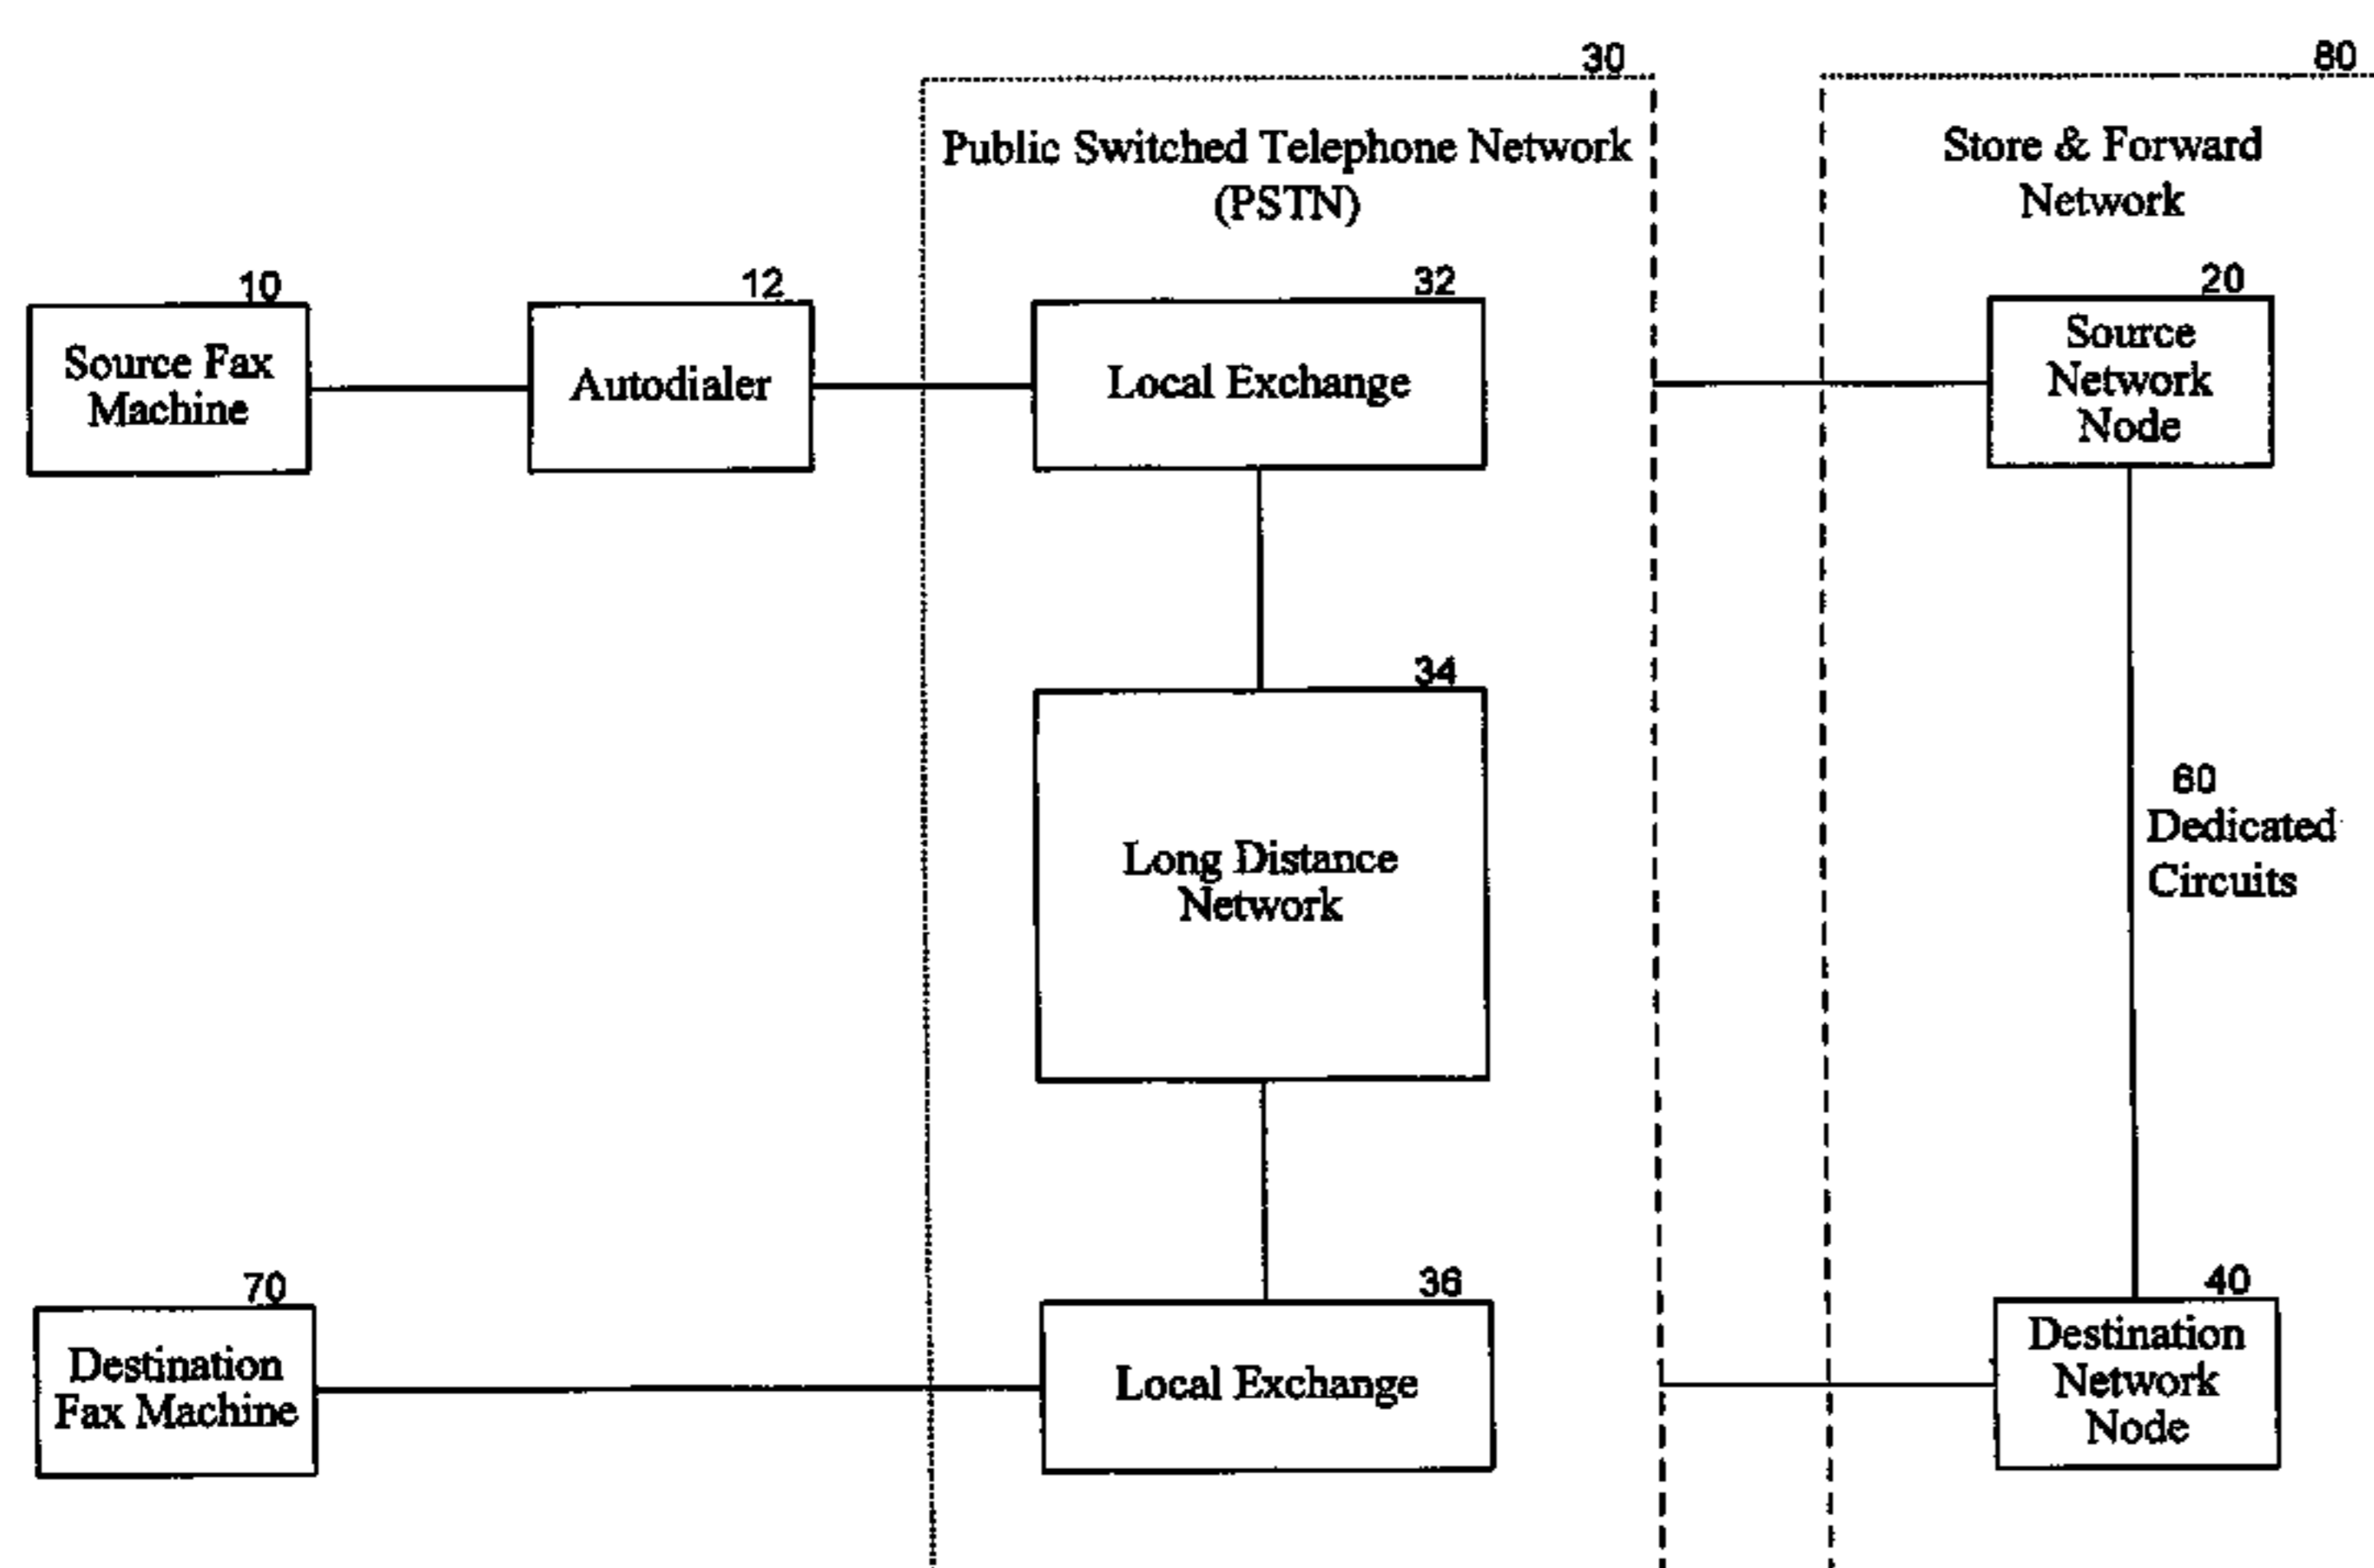 30
80
Public Switched Telephone Network
(PSTN)
Store & Forward
Network
10
12
32
20
Source Fax
Machine
Autodialer
Local Exchange
Source
Network
Node
34
Long Distance
Network
60
Dedicated
Circuits
70
36
40
Destination
Fax Machine
Local Exchange
Destination
Network
Node